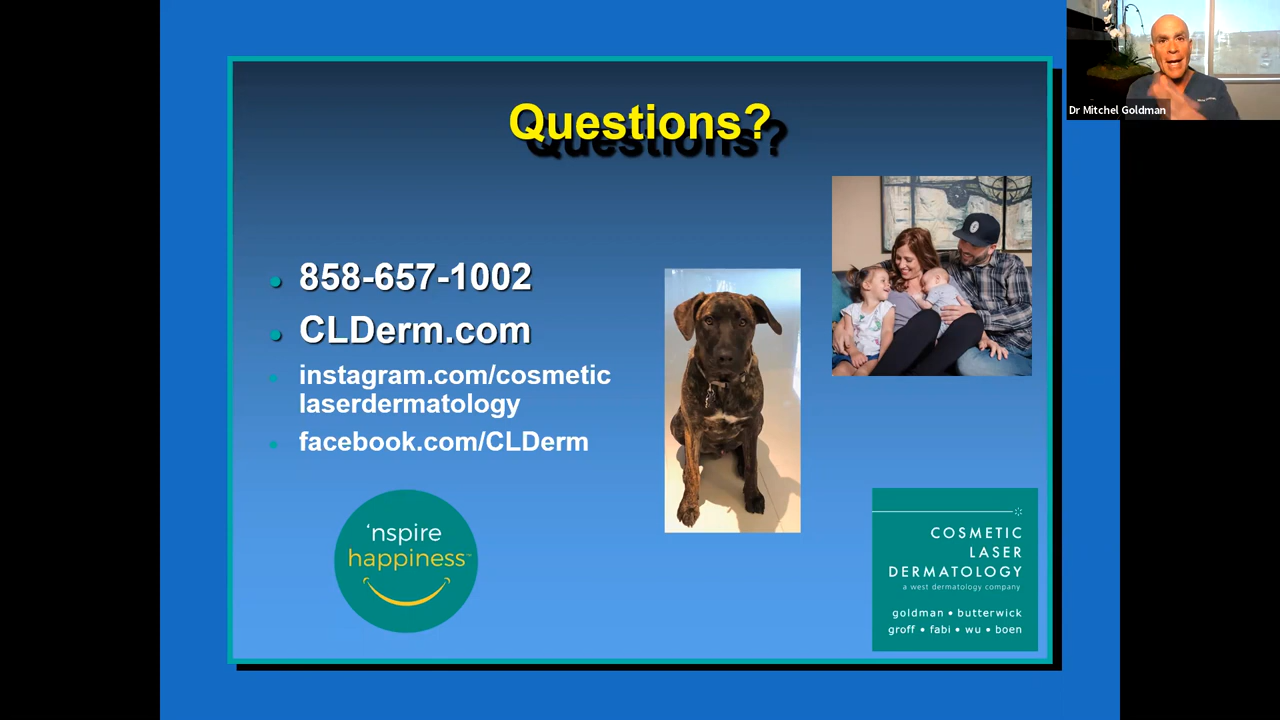 Dr Mitchel Goldman
Questions?
858-657-1002
CLDerm.com
instagram.com/cosmetic
laserdermatology
facebook.com/CLDerm
'nspire
happiness™
COSMETIC
LASER
DERMATOLOGY
a west dermatology company
goldman • butterwick
groff • fabi • wu • boen